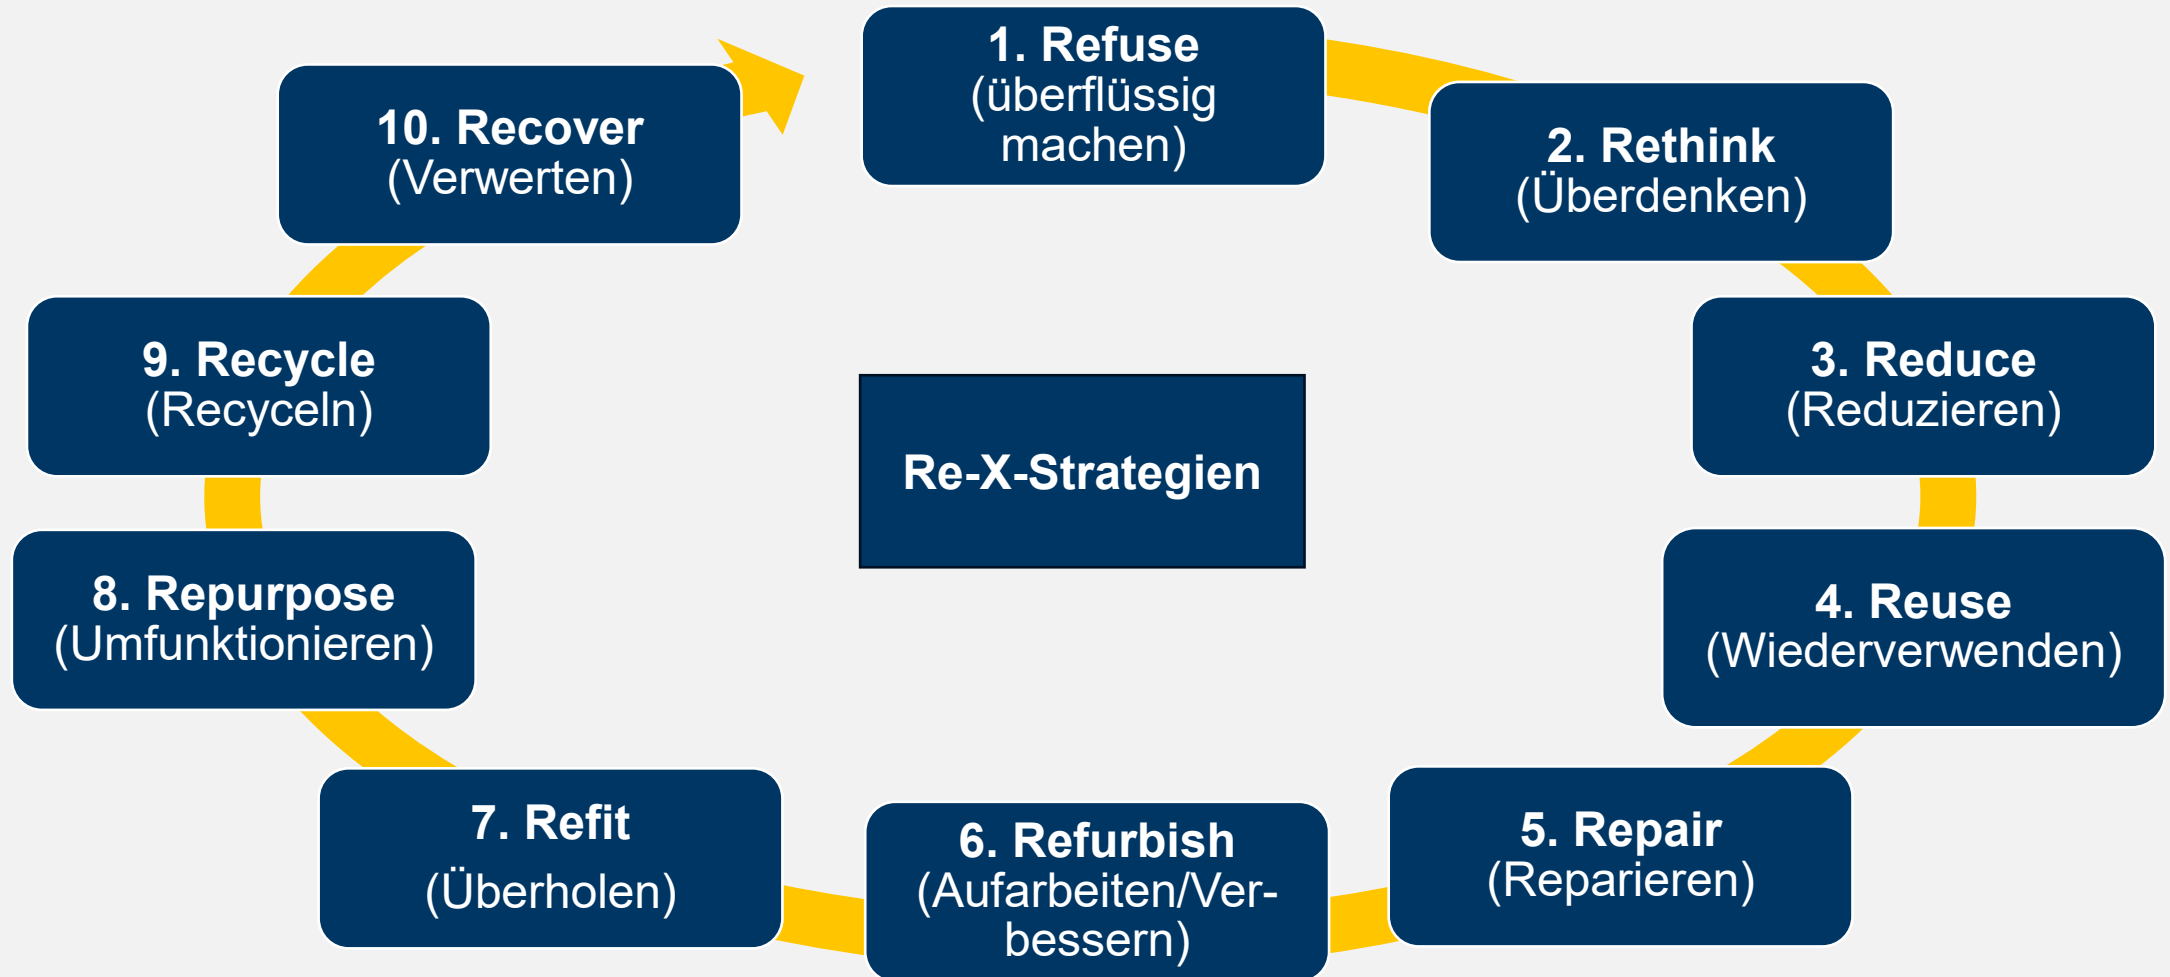 1. Refuse
(überflüssig
machen)
2. Rethink
(Überdenken)
3. Reduce
(Reduzieren)
4. Reuse
(Wiederverwenden)
5. Repair
(Reparieren)
6. Refurbish
(Aufarbeiten/Ver-
bessern)
7. Refit
(Überholen)
8. Repurpose
(Umfunktionieren)
9. Recycle
(Recyceln)
10. Recover
(Verwerten)
Re-X-Strategien